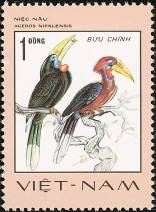 NIỆC NÂU
ACEROS NIPALENSIS
1 ĐỒNG
BƯU CHÍNH
VIỆT-NAM